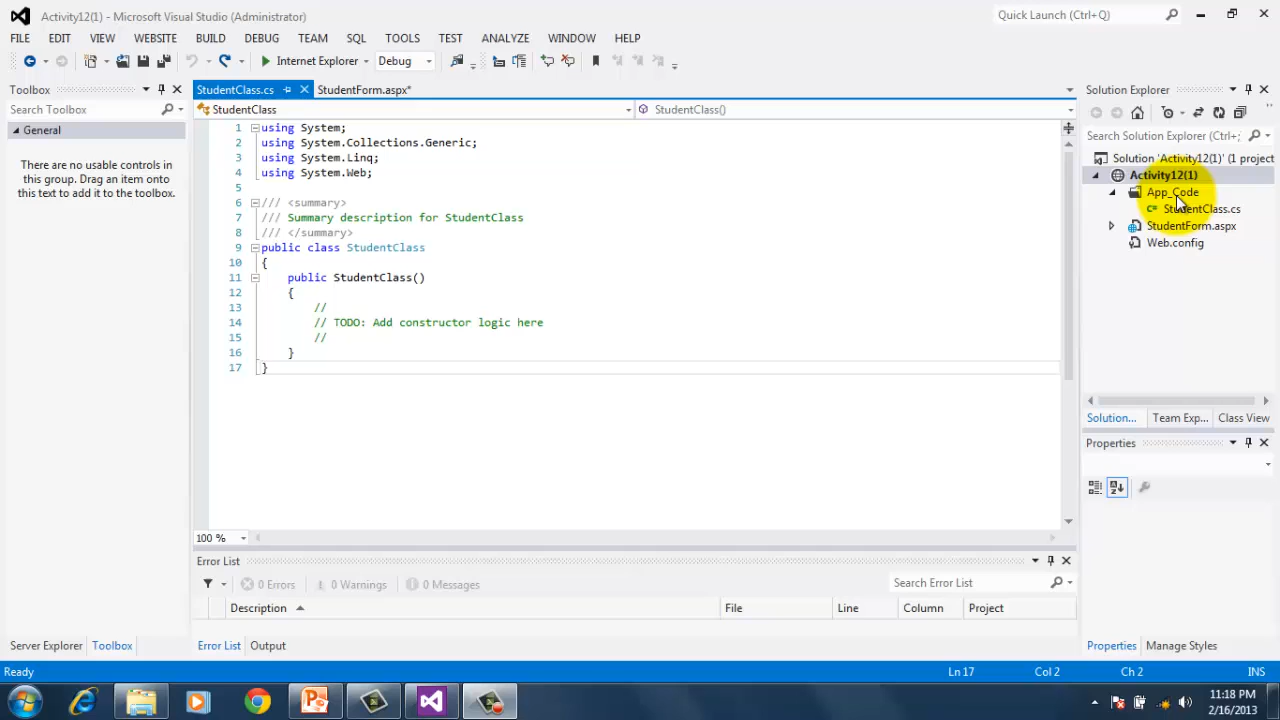 Activity12(1) - Microsoft Visual Studio (Administrator)
Quick Launch (Ctrl+Q)
FILE EDIT VIEW WEBSITE BUILD DEBUG TEAM SQL TOOLS TEST ANALYZE WINDOW HELP
Internet Explorer Debug
Toolbox
Search Toolbox
General
There are no usable controls in
this group. Drag an item onto
this text to add it to the toolbox.
StudentClass.cs StudentForm.aspx*
StudentClass StudentClass()
1 using System;
2 using System.Collections.Generic;
3 using System.Linq;
4 using System.Web;
5
6 /// <summary>
7 /// Summary description for StudentClass
8 /// </summary>
9 public class StudentClass
10 {
11 public StudentClass()
12 {
13 //
14 // TODO: Add constructor logic here
15 //
16 }
17 }
100 %
Solution Explorer
Search Solution Explorer (Ctrl+;
Solution 'Activity12(1)' (1 project
Activity12(1)
App_Code
C# StudentClass.cs
StudentForm.aspx
Web.config
Solution... Team Exp... Class View
Properties
Error List
0 Errors 0 Warnings 0 Messages
Search Error List
Description File Line Column Project
Server Explorer Toolbox
Error List Output
Properties Manage Styles
Ready Ln 17 Col 2 Ch 2 INS
11:18 PM
2/16/2013